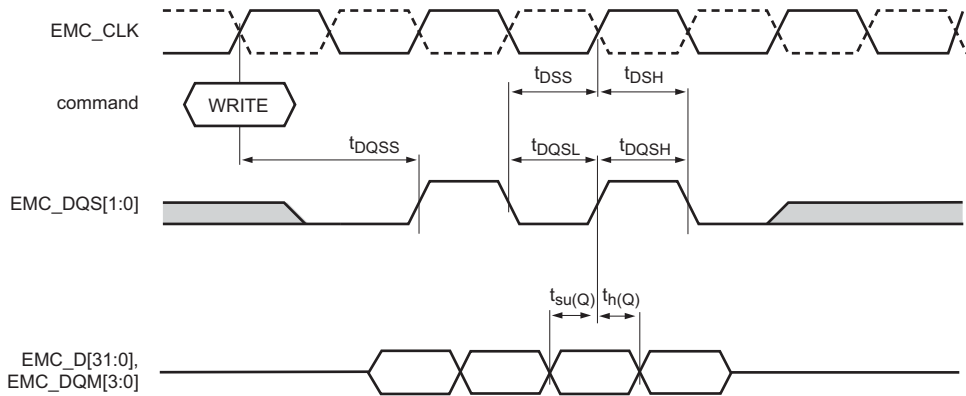 EMC_CLK
tDSS
tDSH
command
WRITE
tDQSS
tDQSL
tDQSH
EMC_DQS[1:0]
tsu(Q)
th(Q)
EMC_D[31:0],
EMC_DQM[3:0]